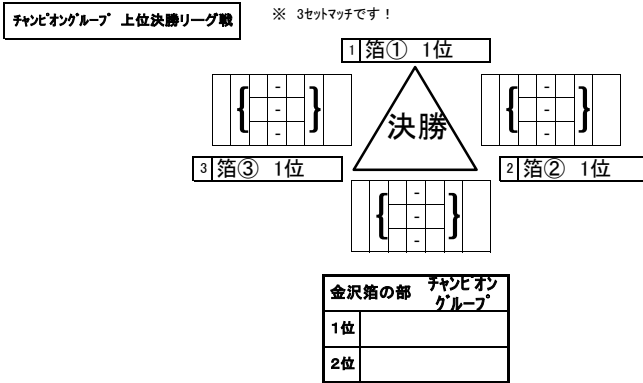 チャンピオングループ 上位決勝リーグ戦
※ 3セットマッチです！
1 箔① 1位
{ - - - }
{ - - - }
決勝
3 箔③ 1位
2 箔② 1位
{ - - - }
金沢箔の部 チャンピオングループ
1位
2位